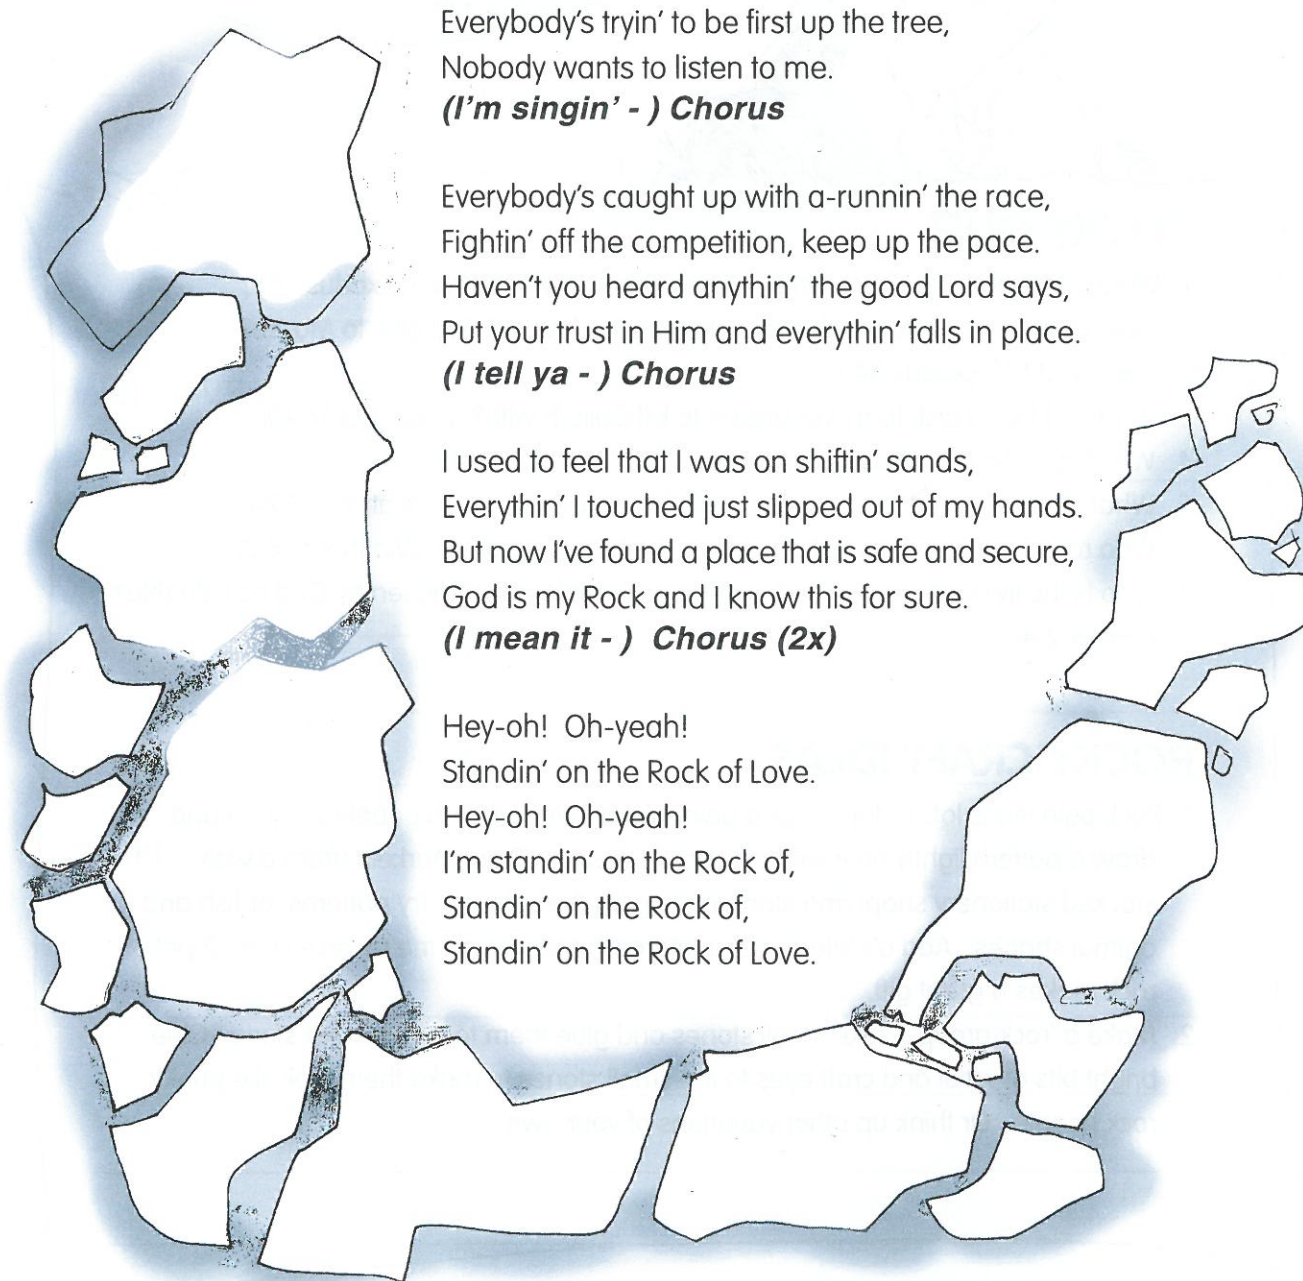 Everybody's tryin' to be first up the tree,
Nobody wants to listen to me.
(I'm singin' - ) Chorus
Everybody's caught up with a-runnin' the race,
Fightin' off the competition, keep up the pace.
Haven't you heard anythin' the good Lord says,
Put your trust in Him and everythin' falls in place.
(I tell ya - ) Chorus
I used to feel that I was on shiftin' sands,
Everythin' I touched just slipped out of my hands.
But now I've found a place that is safe and secure,
God is my Rock and I know this for sure.
(I mean it - ) Chorus (2x)
Hey-oh! Oh-yeah!
Standin' on the Rock of Love.
Hey-oh! Oh-yeah!
I'm standin' on the Rock of,
Standin' on the Rock of,
Standin' on the Rock of Love.